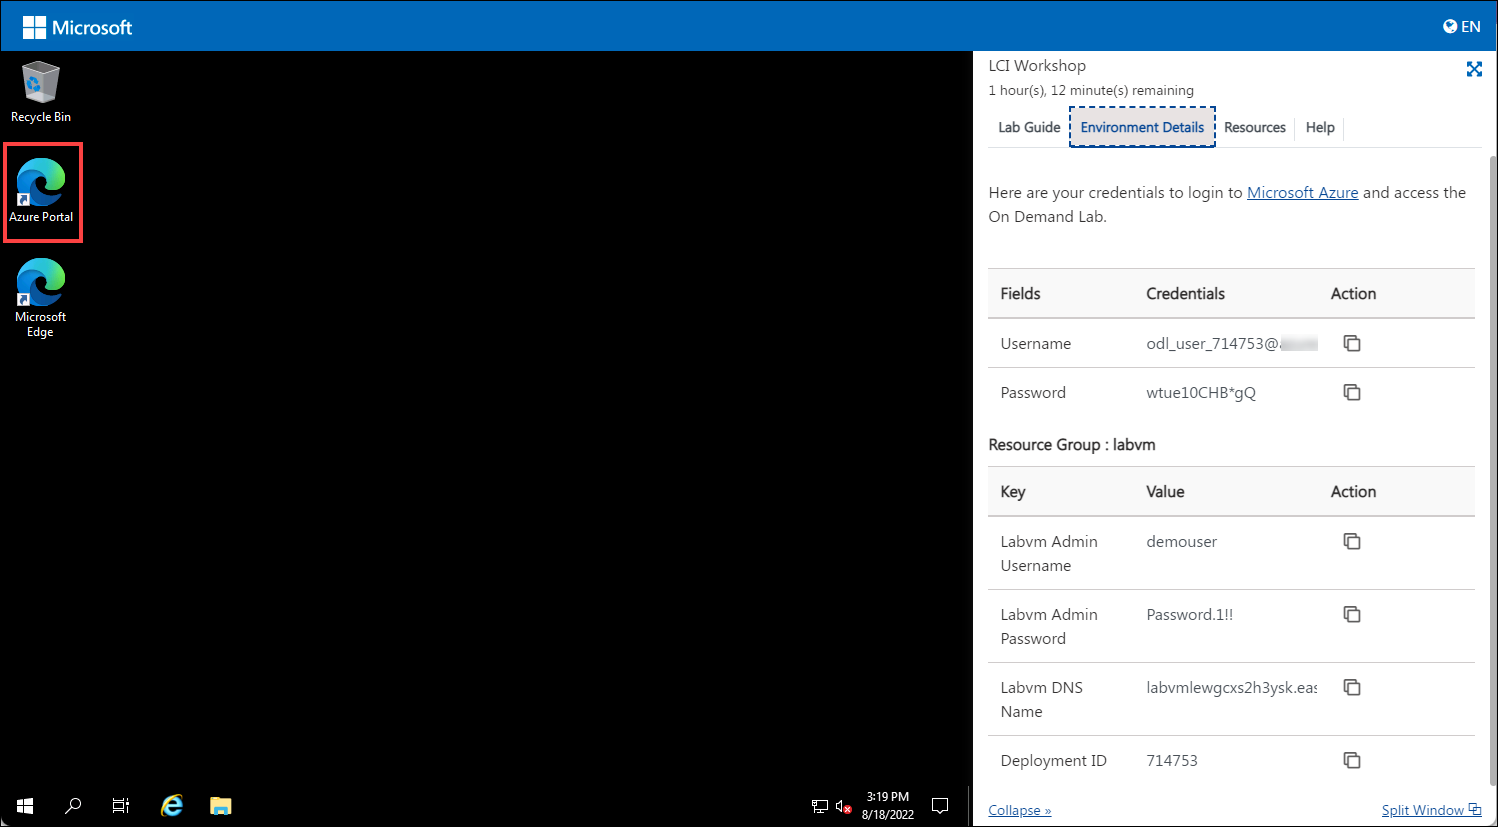 Microsoft
EN
Recycle Bin
Azure Portal
Microsoft
Edge
3:19 PM
8/18/2022
LCI Workshop
1 hour(s), 12 minute(s) remaining
Lab Guide Environment Details Resources Help
Here are your credentials to login to Microsoft Azure and access the
On Demand Lab.
Fields Credentials Action
Username odl_user_714753@
Password wtue10CHB*gQ
Resource Group : labvm
Key Value Action
Labvm Admin demouser
Username
Labvm Admin Password.1!!
Password
Labvm DNS labvmlewgcxs2h3ysk.eas
Name
Deployment ID 714753
Collapse » Split Window